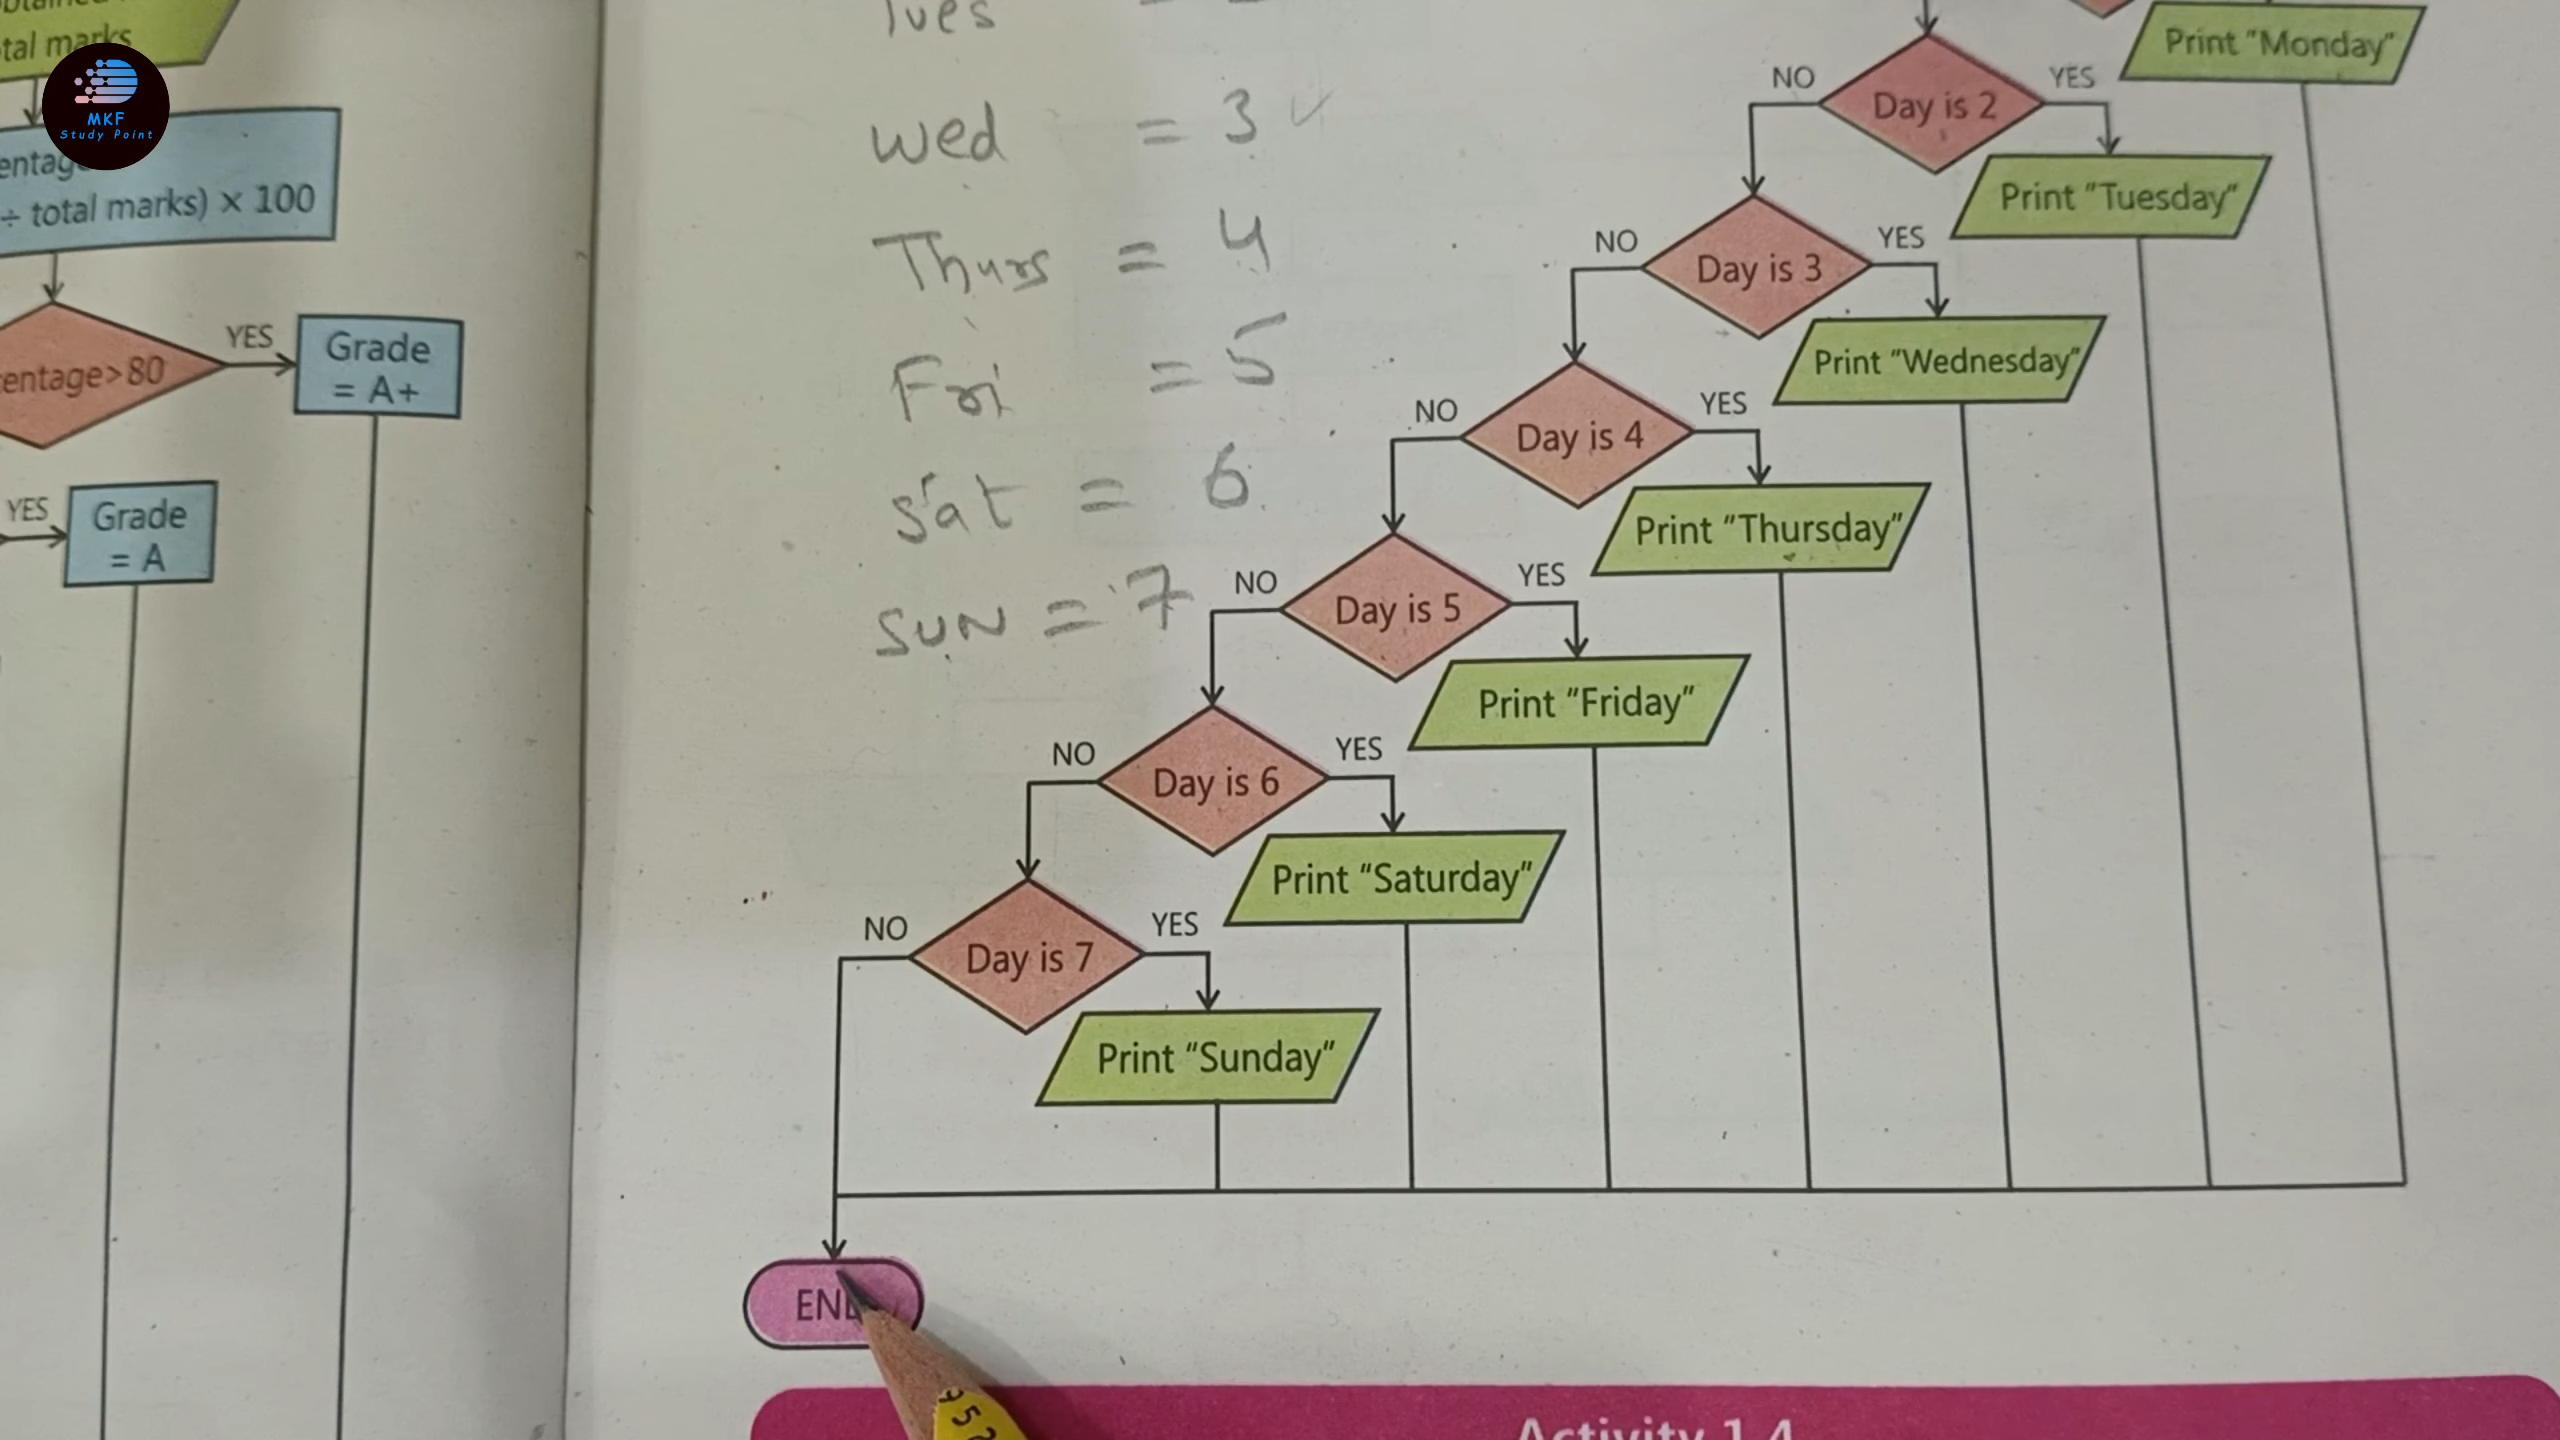 tal marks
MKF
Study Point
÷ total marks) × 100
YES
Grade
= A+
entage>80
YES
Grade
= A
Tues
wed = 3
Thurs = 4
Fri = 5
Sat = 6
SUN = 7
Print "Monday"
NO
Day is 2
YES
Print "Tuesday"
NO
Day is 3
YES
Print "Wednesday"
NO
Day is 4
YES
Print "Thursday"
NO
Day is 5
YES
Print "Friday"
NO
Day is 6
YES
Print "Saturday"
NO
Day is 7
YES
Print "Sunday"
END
952
Activity 1.4